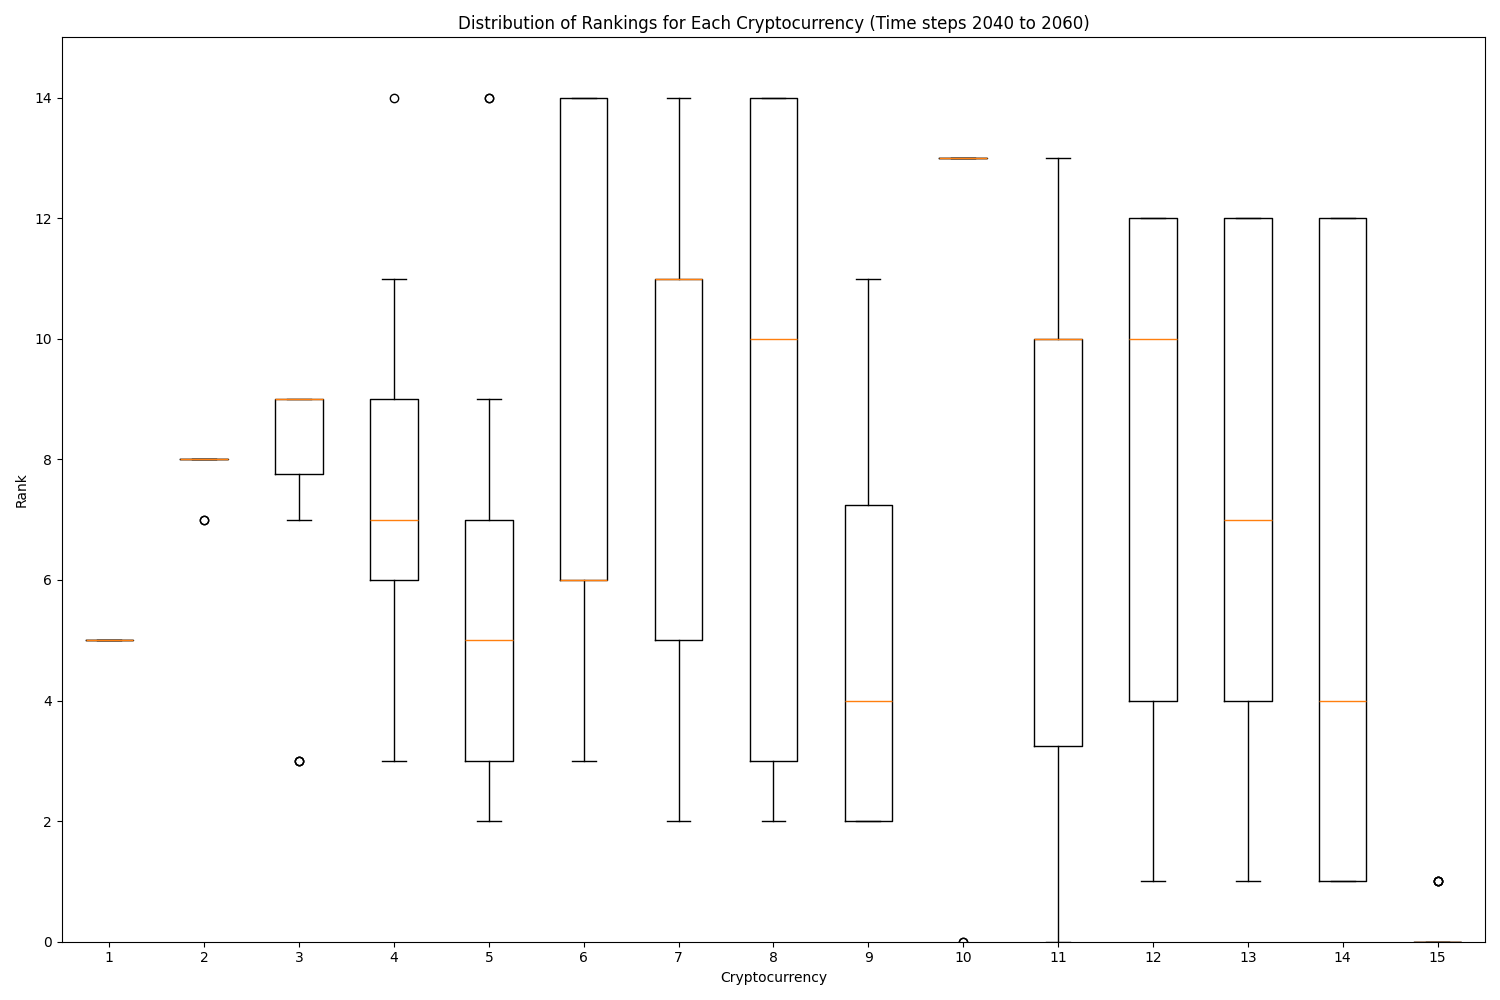 Distribution of Rankings for Each Cryptocurrency (Time steps 2040 to 2060)
14
12
10
8
6
4
2
0
Rank
1 2 3 4 5 6 7 8 9 10 11 12 13 14 15
Cryptocurrency